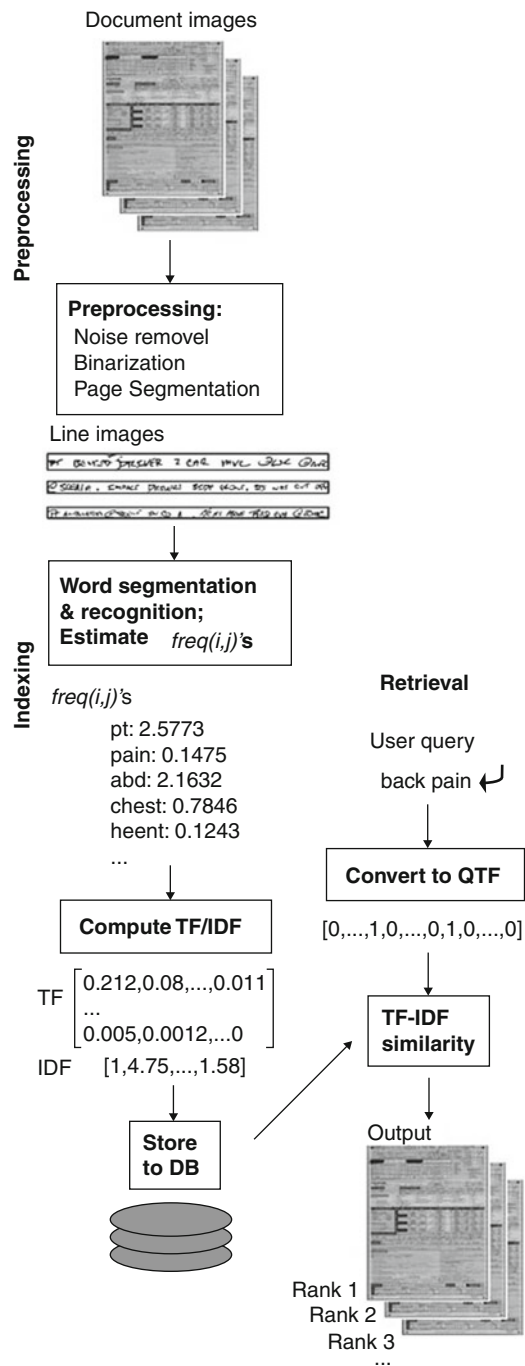 Document images
Preprocessing
Preprocessing:
Noise removel
Binarization
Page Segmentation
Line images
Word segmentation
& recognition;
Estimate freq(i,j)'s
Indexing
freq(i,j)'s
pt: 2.5773
pain: 0.1475
abd: 2.1632
chest: 0.7846
heent: 0.1243
...
Compute TF/IDF
TF
0.212,0.08,...,0.011
...
0.005,0.0012,...0
IDF [1,4.75,...,1.58]
Store
to DB
Retrieval
User query
back pain
Convert to QTF
[0,...,1,0,...,0,1,0,...,0]
TF-IDF
similarity
Output
Rank 1
Rank 2
Rank 3
...